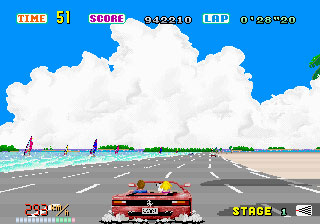 TIME 51 SCORE 942210 LAP 0'28"20
293 km/h
STAGE 1